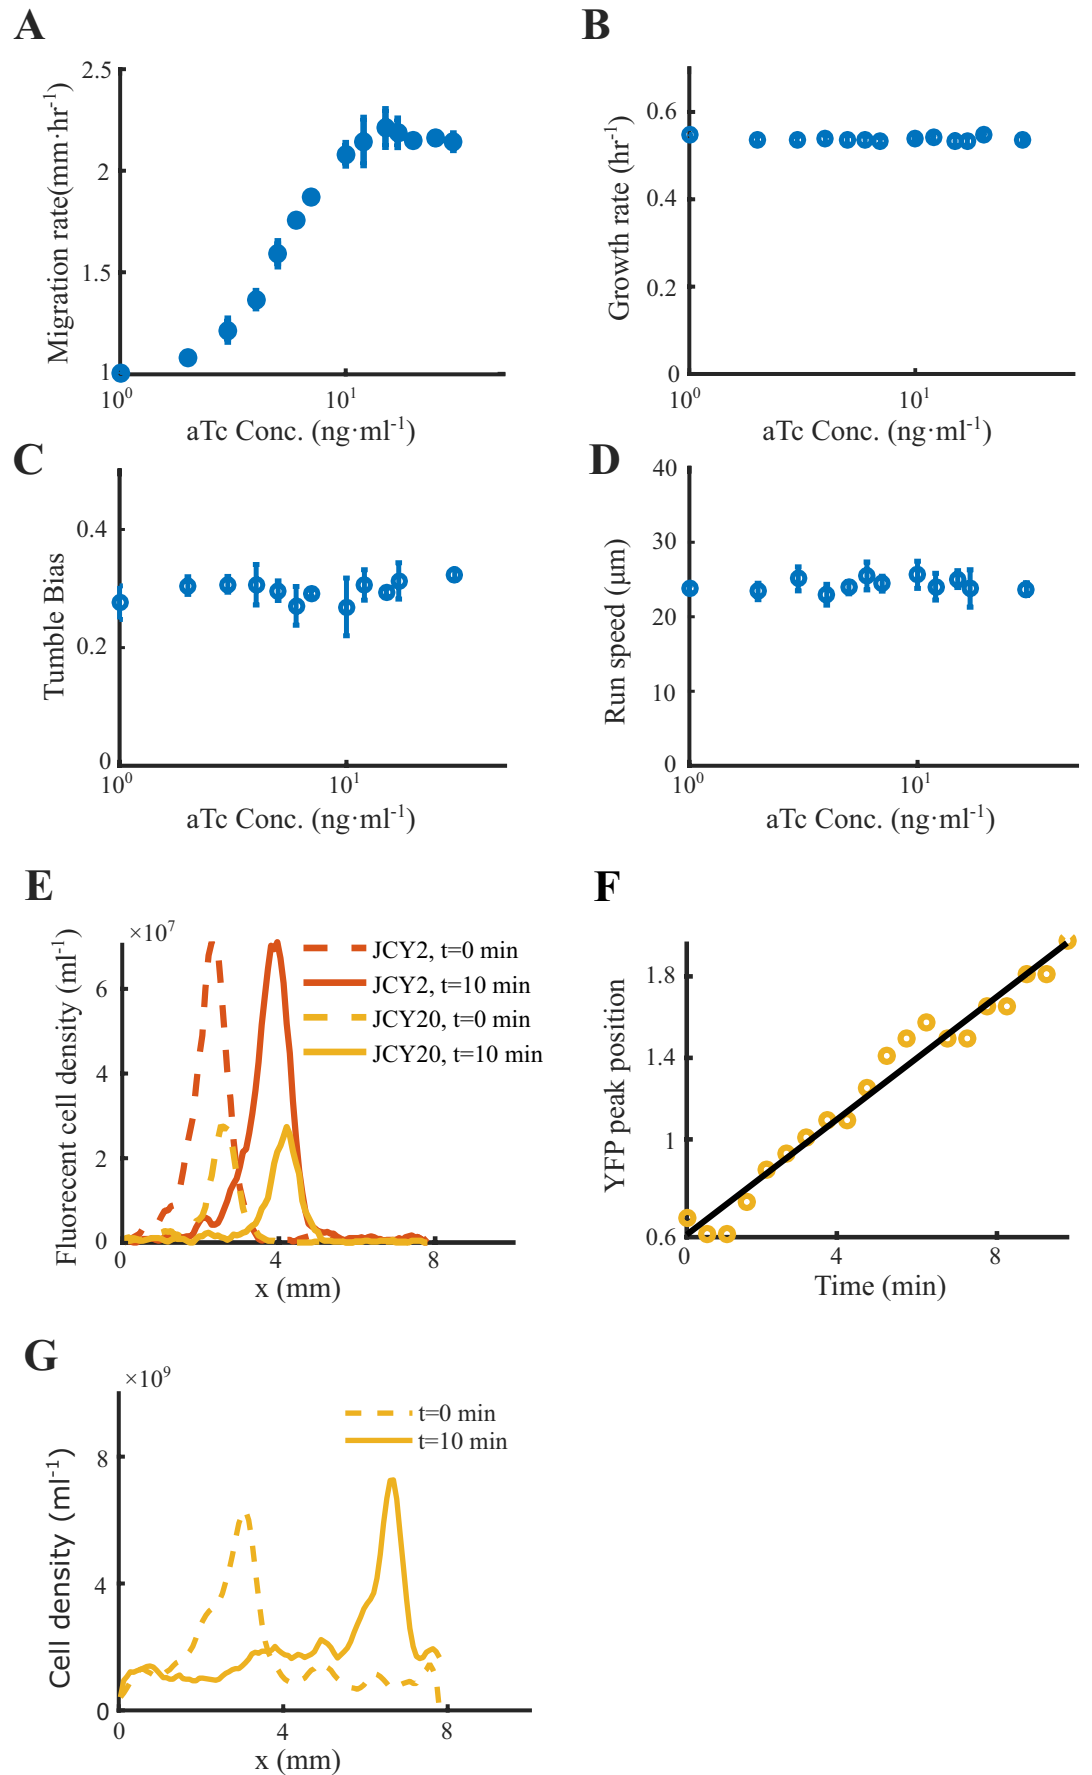 A
Migration rate(mm·hr⁻¹)
2.5
2
1.5
1
10⁰
10¹
aTc Conc. (ng·ml⁻¹)
B
Growth rate (hr⁻¹)
0.6
0.4
0.2
0
10⁰
10¹
aTc Conc. (ng·ml⁻¹)
C
Tumble Bias
0.4
0.2
0
10⁰
10¹
aTc Conc. (ng·ml⁻¹)
D
Run speed (μm)
40
30
20
10
0
10⁰
10¹
aTc Conc. (ng·ml⁻¹)
E
×10⁷
Fluorecent cell density (ml⁻¹)
6
4
2
0
JCY2, t=0 min
JCY2, t=10 min
JCY20, t=0 min
JCY20, t=10 min
0
4
8
x (mm)
F
YFP peak position
1.8
1.4
1
0.6
0
4
8
Time (min)
G
×10⁹
Cell density (ml⁻¹)
8
4
0
t=0 min
t=10 min
0
4
8
x (mm)